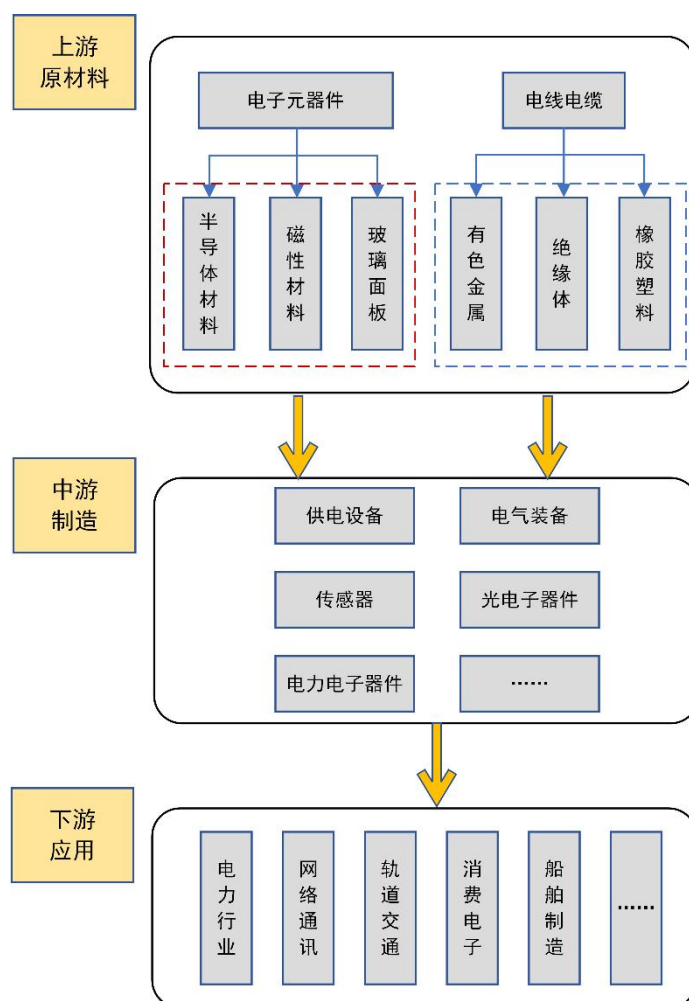 上游
原材料
电子元器件
电线电缆
半导体材料
磁性材料
玻璃面板
有色金属
绝缘体
橡胶塑料
中游
制造
供电设备
电气装备
传感器
光电子器件
电力电子器件
……
下游
应用
电力行业
网络通讯
轨道交通
消费电子
船舶制造
……